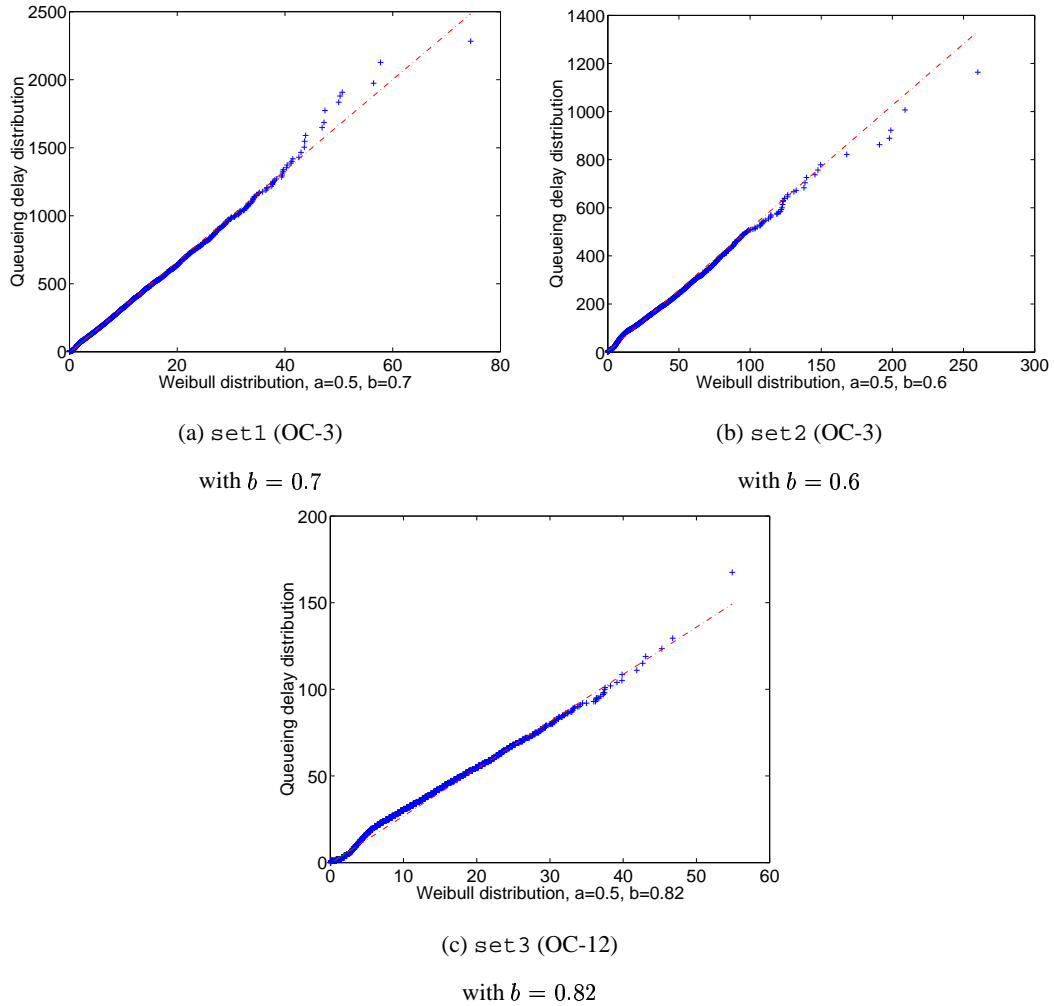 2500
2000
1500
1000
500
0
Queueing delay distribution
0 20 40 60 80
Weibull distribution, a=0.5, b=0.7
(a) set1 (OC-3)
with b = 0.7
1400
1200
1000
800
600
400
200
0
Queueing delay distribution
0 50 100 150 200 250 300
Weibull distribution, a=0.5, b=0.6
(b) set2 (OC-3)
with b = 0.6
200
150
100
50
0
Queueing delay distribution
0 10 20 30 40 50 60
Weibull distribution, a=0.5, b=0.82
(c) set3 (OC-12)
with b = 0.82